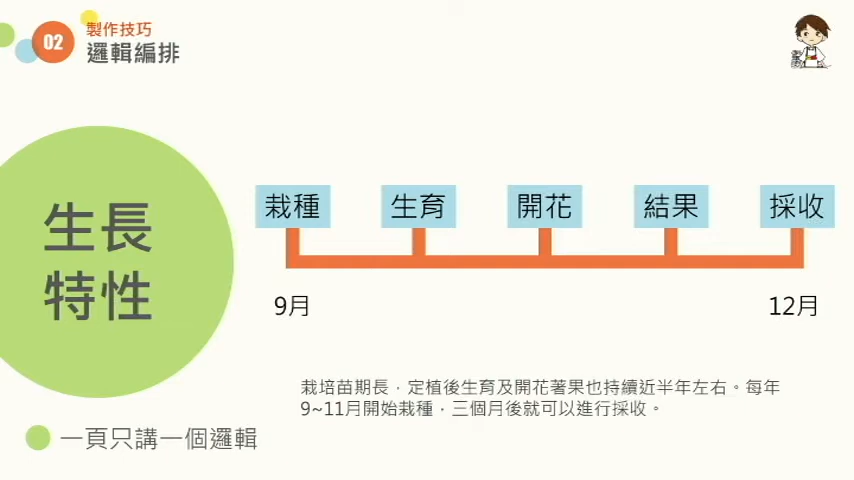 02
製作技巧
邏輯編排
生長
特性
栽種 生育 開花 結果 採收
9月 12月
栽培苗期長，定植後生育及開花著果也持續近半年左右。每年
9~11月開始栽種，三個月後就可以進行採收。
一頁只講一個邏輯